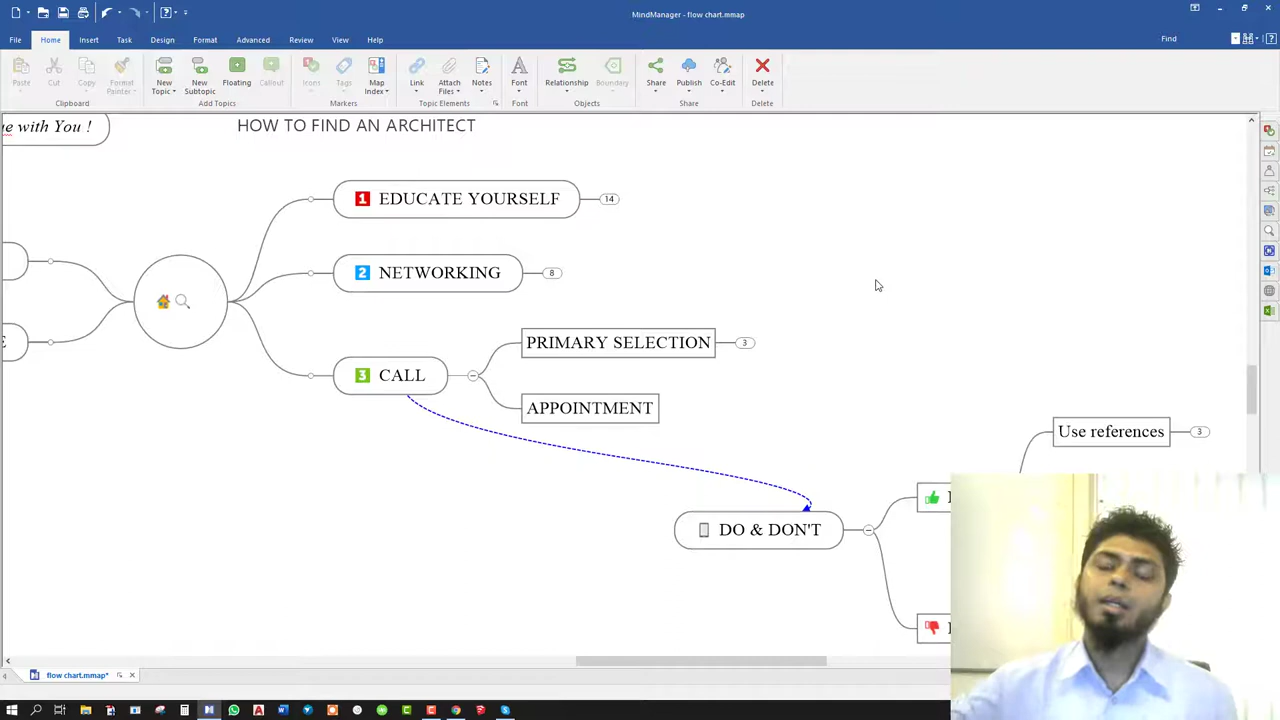 MindManager - flow chart.mmap
File Home Insert Task Design Format Advanced Review View Help Find
Paste Cut Copy Format Painter New Topic New Subtopic Floating Callout Icons Tags Map Index Link Attach Files Notes Font Relationship Boundary Share Publish Co-Edit Delete
Clipboard Add Topics Markers Topic Elements Font Objects Share Delete
e with You !
HOW TO FIND AN ARCHITECT
1 EDUCATE YOURSELF 14
2 NETWORKING 8
E
PRIMARY SELECTION 3
3 CALL
APPOINTMENT
Use references 3
DO & DON'T
flow chart.mmap*